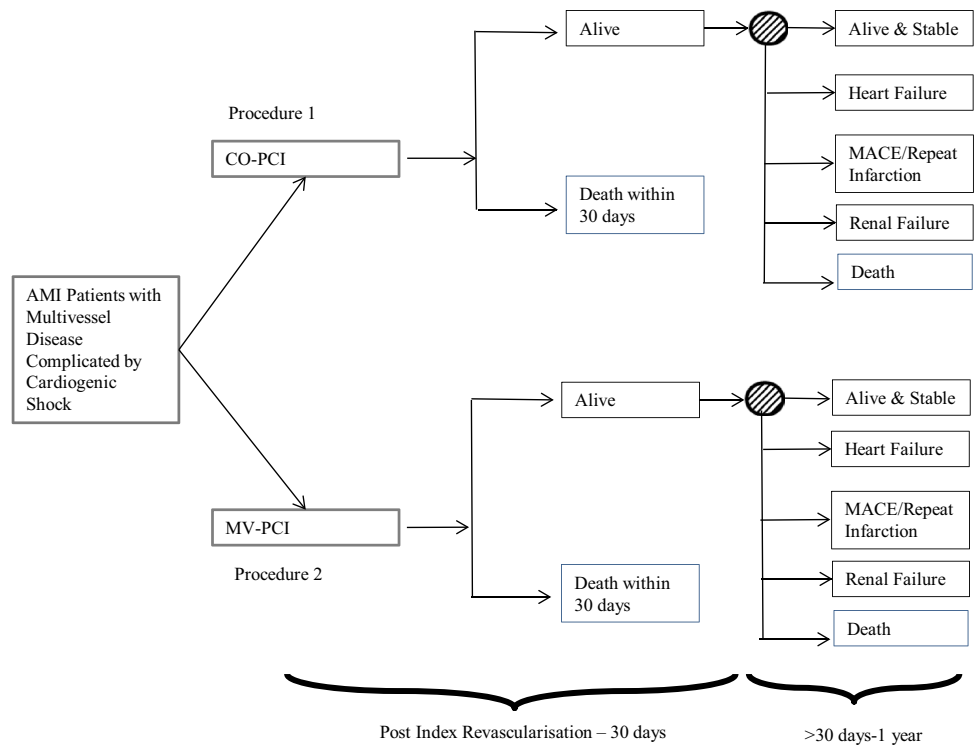 Alive
Alive & Stable
Heart Failure
Procedure 1
CO-PCI
MACE/Repeat
Infarction
Death within
30 days
Renal Failure
Death
AMI Patients with
Multivessel
Disease
Complicated by
Cardiogenic
Shock
Alive
Alive & Stable
Heart Failure
MV-PCI
Procedure 2
MACE/Repeat
Infarction
Death within
30 days
Renal Failure
Death
Post Index Revascularisation – 30 days
>30 days-1 year